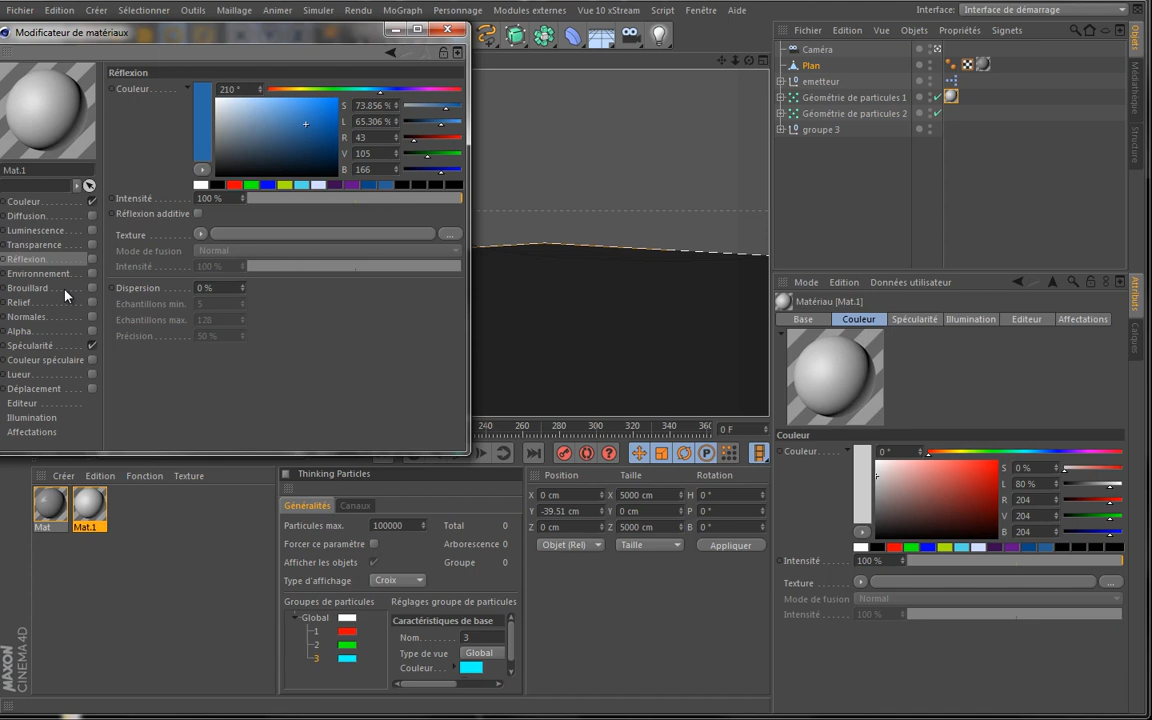 Fichier Edition Créer Sélectionner Outils Maillage Animer Simuler Rendu MoGraph Personnage Modules externes Vue 10 xStream Script Fenêtre Aide Interface: Interface de démarrage
Modificateur de matériaux
Mat.1
Couleur
Diffusion
Luminescence
Transparence
Réflexion
Environnement
Brouillard
Relief
Normales
Alpha
Spécularité
Couleur spéculaire
Lueur
Déplacement
Editeur
Illumination
Affectations
Réflexion
Couleur 210 °
S 73.856 %
L 65.306 %
R 43
V 105
B 166
Intensité 100 %
Réflexion additive
Texture ...
Mode de fusion Normal
Intensité 100 %
Dispersion 0 %
Echantillons min. 5
Echantillons max. 128
Précision 50 %
240 260 280 300 320 340 360 0 F
Fichier Edition Vue Objets Propriétés Signets
Caméra
Plan
emetteur
Géométrie de particules 1
Géométrie de particules 2
groupe 3
Objets
Médiathèque
Structure
Mode Edition Données utilisateur
Matériau [Mat.1]
Base Couleur Spécularité Illumination Editeur Affectations
Couleur
Couleur 0 °
S 0 %
L 80 %
R 204
V 204
B 204
Intensité 100 %
Texture ...
Mode de fusion Normal
Intensité 100 %
Attributs
Calques
Créer Edition Fonction Texture
Mat Mat.1
Thinking Particles
Généralités Canaux
Particules max. 100000 Total 0
Forcer ce paramètre Arborescence 0
Afficher les objets Groupe 0
Type d'affichage Croix
Groupes de particules Réglages groupe de particules
Global
1
2
3
Caractéristiques de base
Nom 3
Type de vue Global
Couleur
Position Taille Rotation
X 0 cm X 5000 cm H 0 °
Y -39.51 cm Y 0 cm P 0 °
Z 0 cm Z 5000 cm B 0 °
Objet (Rel) Taille Appliquer
MAXON
CINEMA 4D